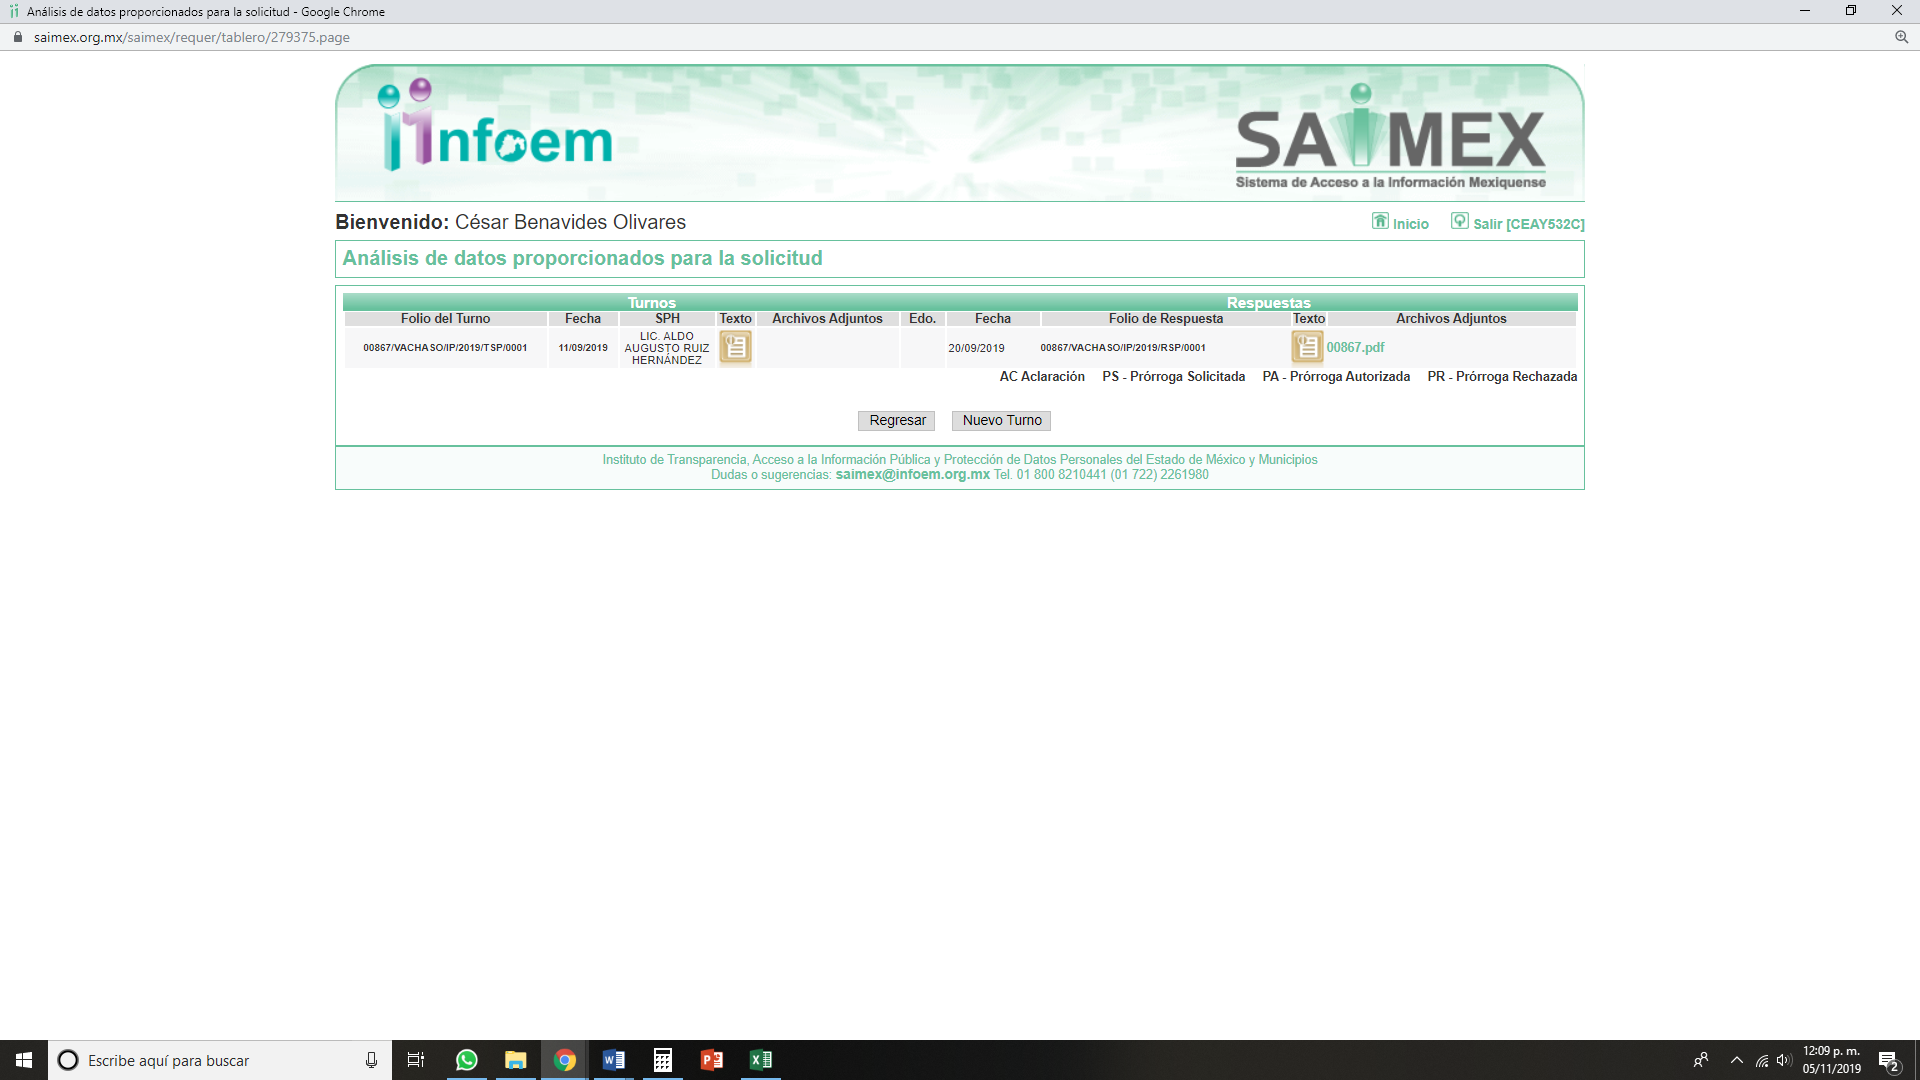 Análisis de datos proporcionados para la solicitud - Google Chrome
saimex.org.mx/saimex/requer/tablero/279375.page
infoem
SAIMEX
Sistema de Acceso a la Información Mexiquense
Bienvenido: César Benavides Olivares
Inicio Salir [CEAY532C]
Análisis de datos proporcionados para la solicitud
Turnos Respuestas
Folio del Turno Fecha SPH Texto Archivos Adjuntos Edo. Fecha Folio de Respuesta Texto Archivos Adjuntos
00867/VACHASO/IP/2019/TSP/0001 11/09/2019 LIC. ALDO AUGUSTO RUIZ HERNÁNDEZ 20/09/2019 00867/VACHASO/IP/2019/RSP/0001 00867.pdf
AC Aclaración PS - Prórroga Solicitada PA - Prórroga Autorizada PR - Prórroga Rechazada
Regresar Nuevo Turno
Instituto de Transparencia, Acceso a la Información Pública y Protección de Datos Personales del Estado de México y Municipios
Dudas o sugerencias: saimex@infoem.org.mx Tel. 01 800 8210441 (01 722) 2261980
Escribe aquí para buscar
12:09 p. m.
05/11/2019
2